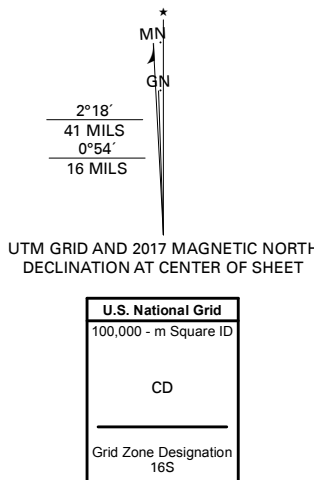 MN
GN
2°18´
41 MILS
0°54´
16 MILS
UTM GRID AND 2017 MAGNETIC NORTH
DECLINATION AT CENTER OF SHEET
U.S. National Grid
100,000 - m Square ID
CD
Grid Zone Designation
16S